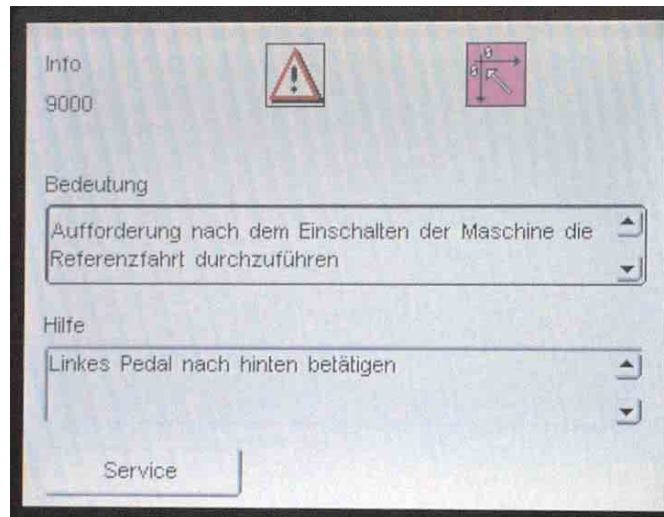 Info
9000
Bedeutung
Aufforderung nach dem Einschalten der Maschine die
Referenzfahrt durchzuführen
Hilfe
Linkes Pedal nach hinten betätigen
Service